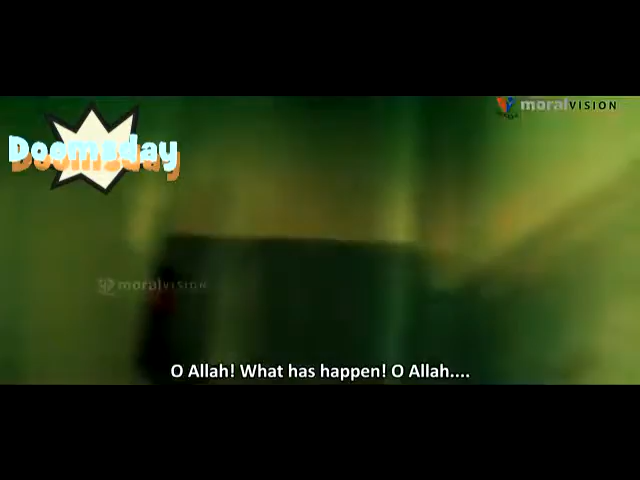 moralVISION
Doomsday
moralVISION
O Allah! What has happen! O Allah....